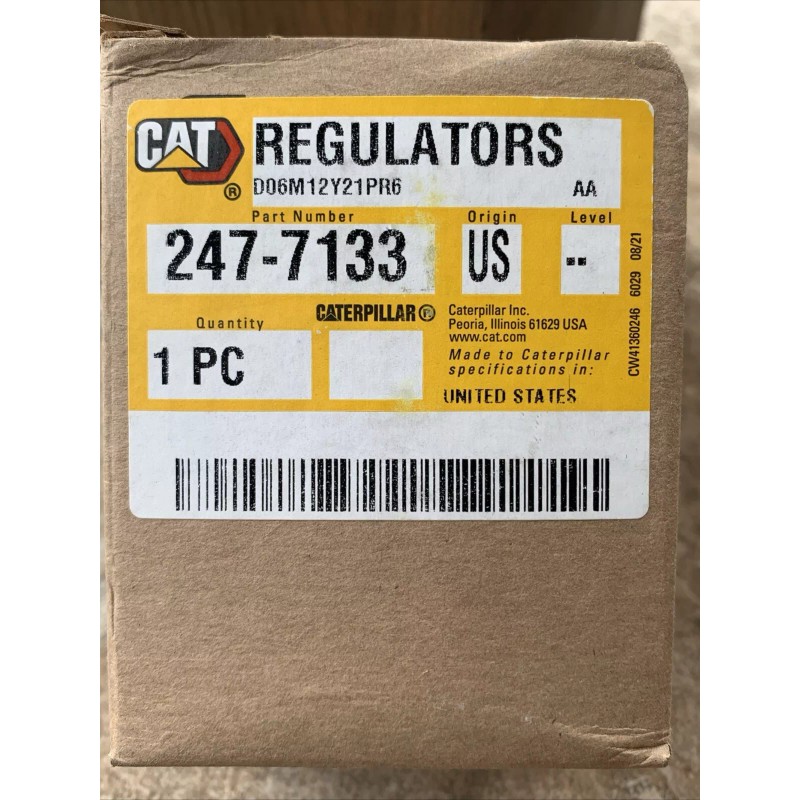 CAT
®
REGULATORS
D06M12Y21PR6 AA
Part Number Origin Level
247-7133 US --
Quantity
1 PC
CATERPILLAR®
Caterpillar Inc.
Peoria, Illinois 61629 USA
www.cat.com
Made to Caterpillar
specifications in:
UNITED STATES
CW41360246 6029 08/21